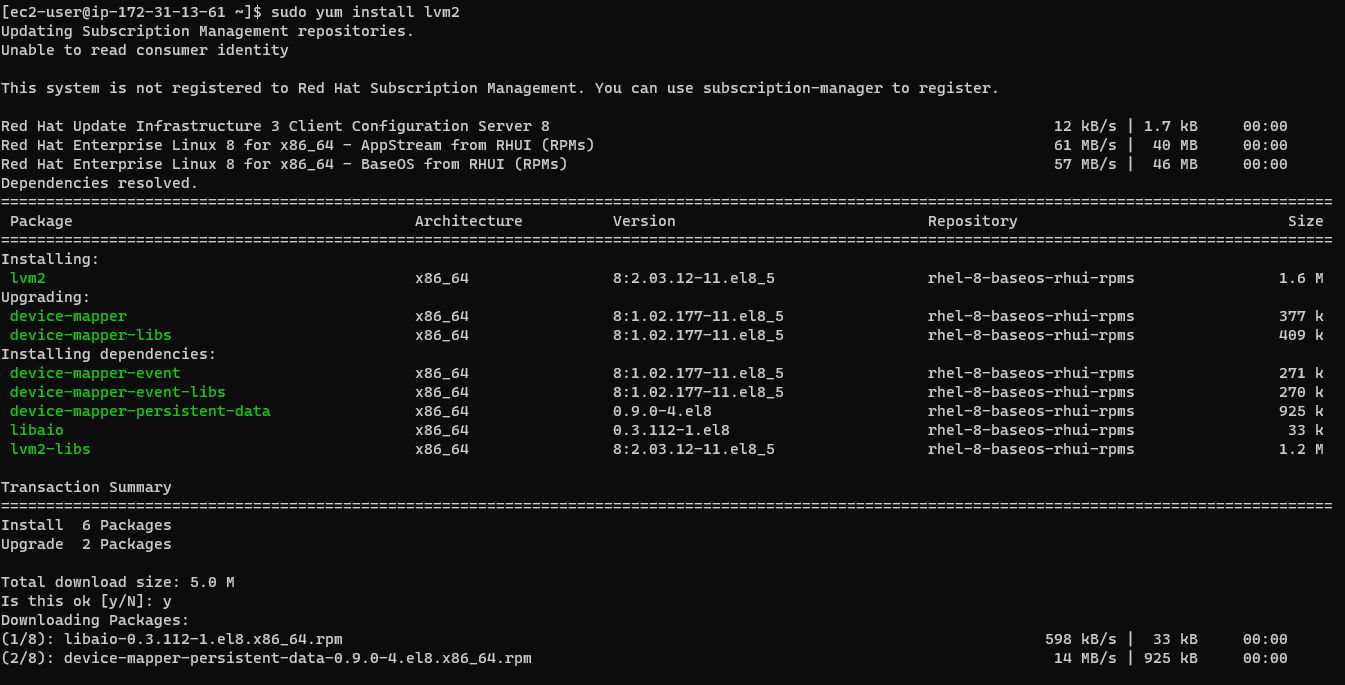 [ec2-user@ip-172-31-13-61 ~]$ sudo yum install lvm2
Updating Subscription Management repositories.
Unable to read consumer identity
This system is not registered to Red Hat Subscription Management. You can use subscription-manager to register.
Red Hat Update Infrastructure 3 Client Configuration Server 8 12 kB/s | 1.7 kB 00:00
Red Hat Enterprise Linux 8 for x86_64 - AppStream from RHUI (RPMs) 61 MB/s | 40 MB 00:00
Red Hat Enterprise Linux 8 for x86_64 - BaseOS from RHUI (RPMs) 57 MB/s | 46 MB 00:00
Dependencies resolved.
====================================================================================================================================================
Package Architecture Version Repository Size
====================================================================================================================================================
Installing:
lvm2 x86_64 8:2.03.12-11.el8_5 rhel-8-baseos-rhui-rpms 1.6 M
Upgrading:
device-mapper x86_64 8:1.02.177-11.el8_5 rhel-8-baseos-rhui-rpms 377 k
device-mapper-libs x86_64 8:1.02.177-11.el8_5 rhel-8-baseos-rhui-rpms 409 k
Installing dependencies:
device-mapper-event x86_64 8:1.02.177-11.el8_5 rhel-8-baseos-rhui-rpms 271 k
device-mapper-event-libs x86_64 8:1.02.177-11.el8_5 rhel-8-baseos-rhui-rpms 270 k
device-mapper-persistent-data x86_64 0.9.0-4.el8 rhel-8-baseos-rhui-rpms 925 k
libaio x86_64 0.3.112-1.el8 rhel-8-baseos-rhui-rpms 33 k
lvm2-libs x86_64 8:2.03.12-11.el8_5 rhel-8-baseos-rhui-rpms 1.2 M
Transaction Summary
====================================================================================================================================================
Install 6 Packages
Upgrade 2 Packages
Total download size: 5.0 M
Is this ok [y/N]: y
Downloading Packages:
(1/8): libaio-0.3.112-1.el8.x86_64.rpm 598 kB/s | 33 kB 00:00
(2/8): device-mapper-persistent-data-0.9.0-4.el8.x86_64.rpm 14 MB/s | 925 kB 00:00